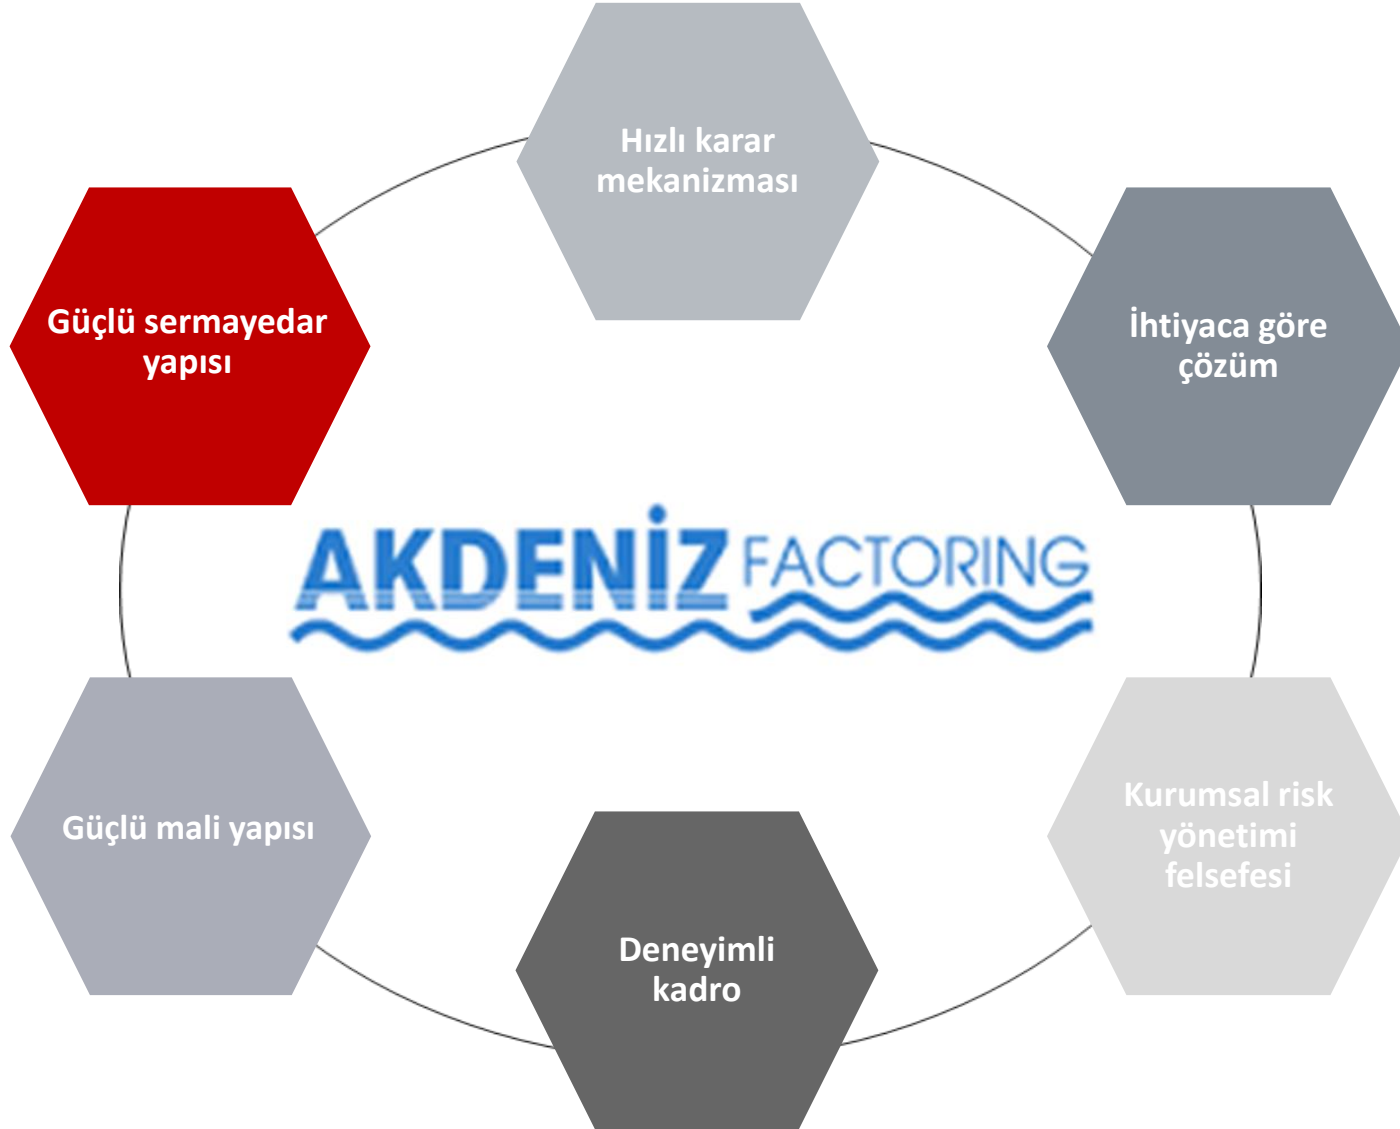 Hızlı karar
mekanizması
Güçlü sermayedar
yapısı
İhtiyaca göre
çözüm
AKDENİZ FACTORING
Güçlü mali yapısı
Kurumsal risk
yönetimi
felsefesi
Deneyimli
kadro